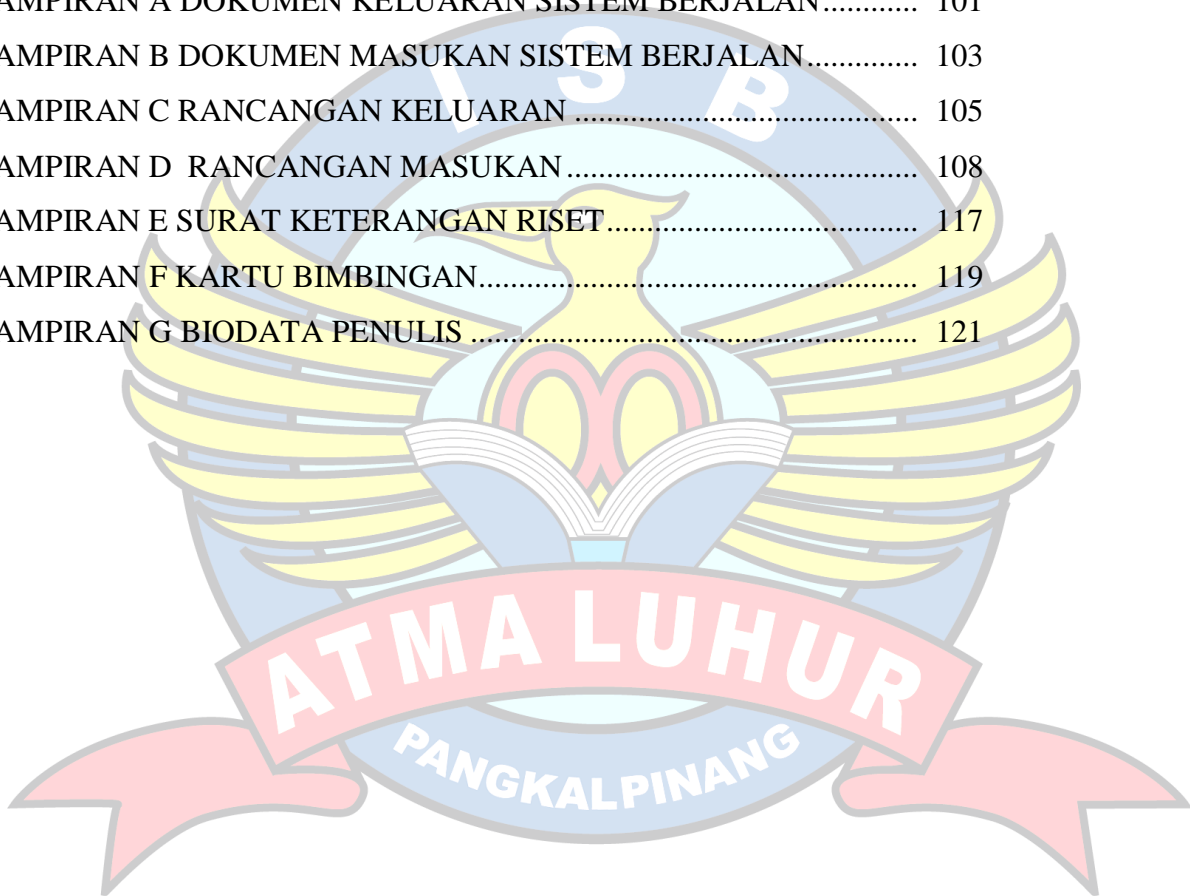 AMPIRAN A DOKUMEN KELUARAN SISTEM BERJALAN............ 101
AMPIRAN B DOKUMEN MASUKAN SISTEM BERJALAN............. 103
AMPIRAN C RANCANGAN KELUARAN ......................................... 105
AMPIRAN D  RANCANGAN MASUKAN.......................................... 108
AMPIRAN E SURAT KETERANGAN RISET..................................... 117
AMPIRAN F KARTU BIMBINGAN.................................................... 119
AMPIRAN G BIODATA PENULIS ..................................................... 121
I S B
ATMA LUHUR
PANGKALPINANG